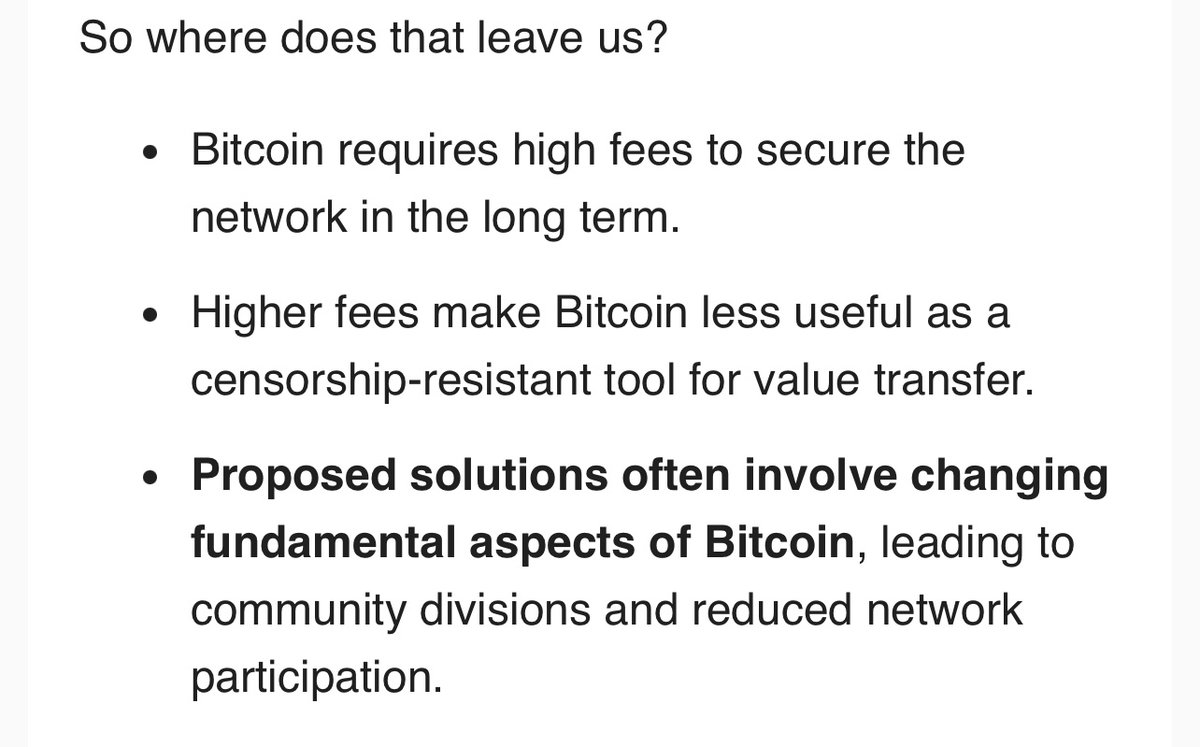 So where does that leave us?
• Bitcoin requires high fees to secure the
network in the long term.
• Higher fees make Bitcoin less useful as a
censorship-resistant tool for value transfer.
• Proposed solutions often involve changing
fundamental aspects of Bitcoin, leading to
community divisions and reduced network
participation.